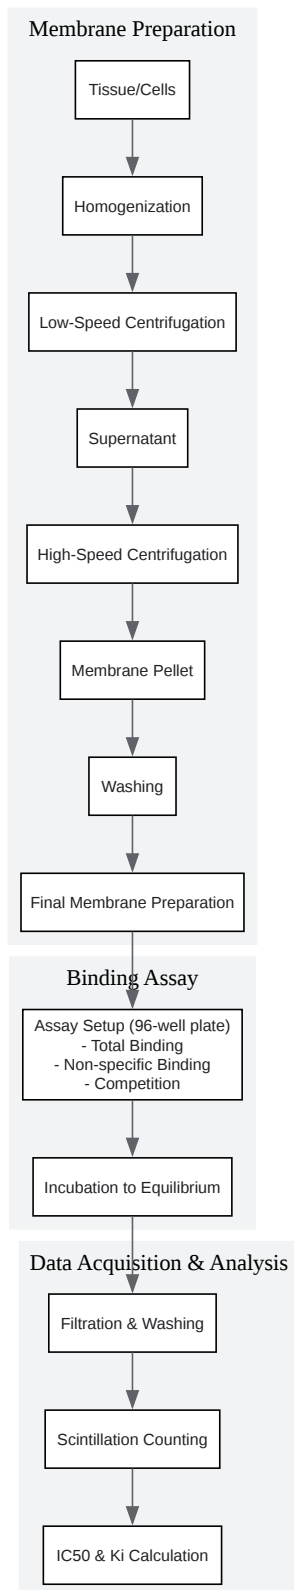 Membrane Preparation
Tissue/Cells
Homogenization
Low-Speed Centrifugation
Supernatant
High-Speed Centrifugation
Membrane Pellet
Washing
Final Membrane Preparation
Binding Assay
Assay Setup (96-well plate)
- Total Binding
- Non-specific Binding
- Competition
Incubation to Equilibrium
Data Acquisition & Analysis
Filtration & Washing
Scintillation Counting
IC50 & Ki Calculation